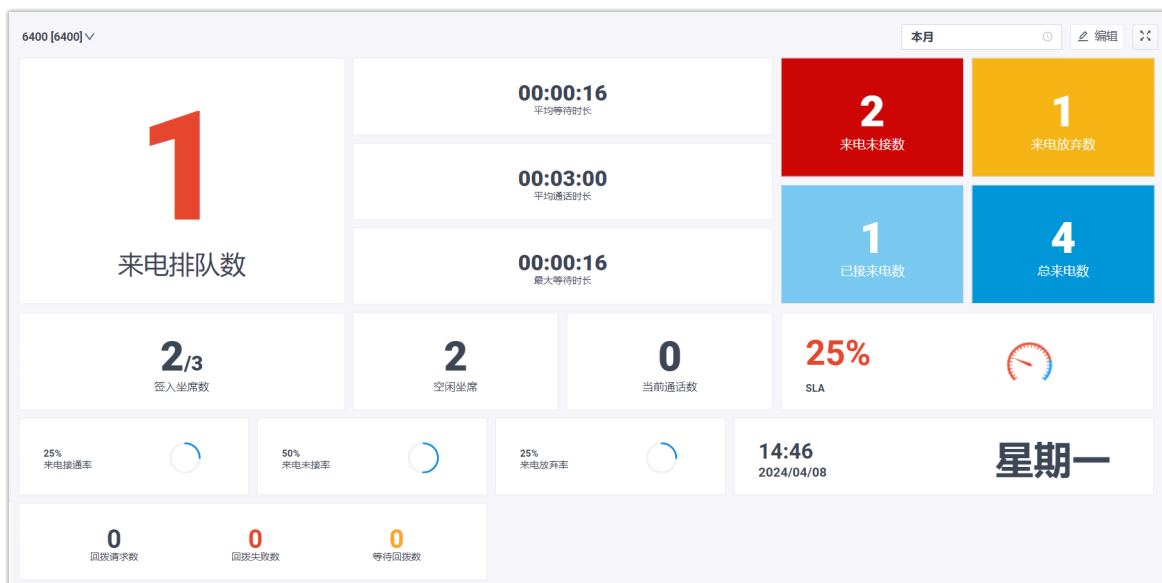 6400 [6400]
本月
编辑
1
来电排队数
00:00:16
平均等待时长
00:03:00
平均通话时长
00:00:16
最大等待时长
2
来电未接数
1
来电放弃数
1
已接来电数
4
总来电数
2/3
签入坐席数
2
空闲坐席
0
当前通话数
25%
SLA
25%
来电接通率
50%
来电未接率
25%
来电放弃率
14:46
2024/04/08
星期一
0
回拨请求数
0
回拨失败数
0
等待回拨数